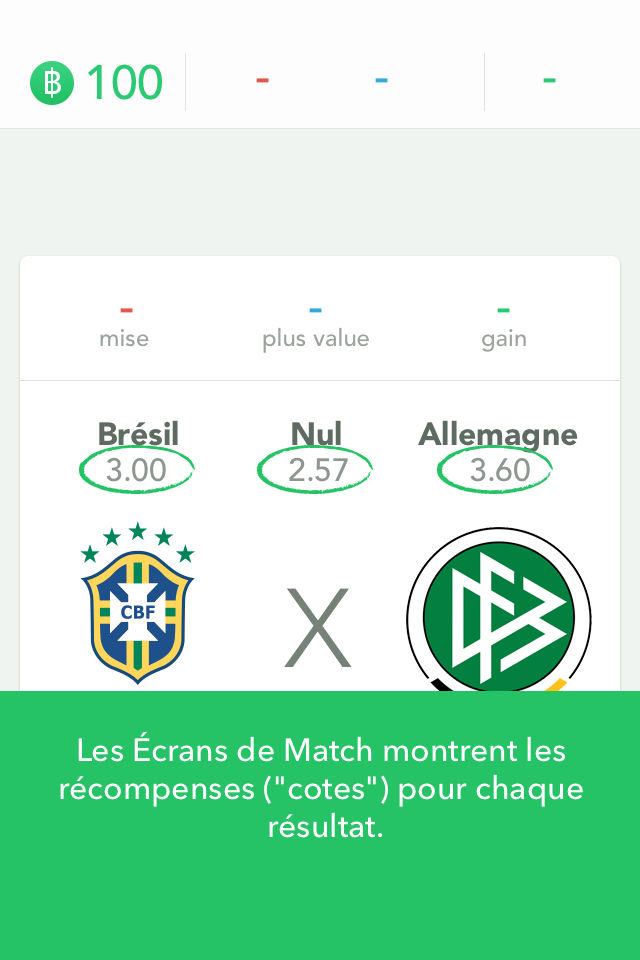 ฿ 100 - - -
- - -
mise plus value gain
Brésil Nul Allemagne
3.00 2.57 3.60
CBF X DFB
Les Écrans de Match montrent les
récompenses ("cotes") pour chaque
résultat.